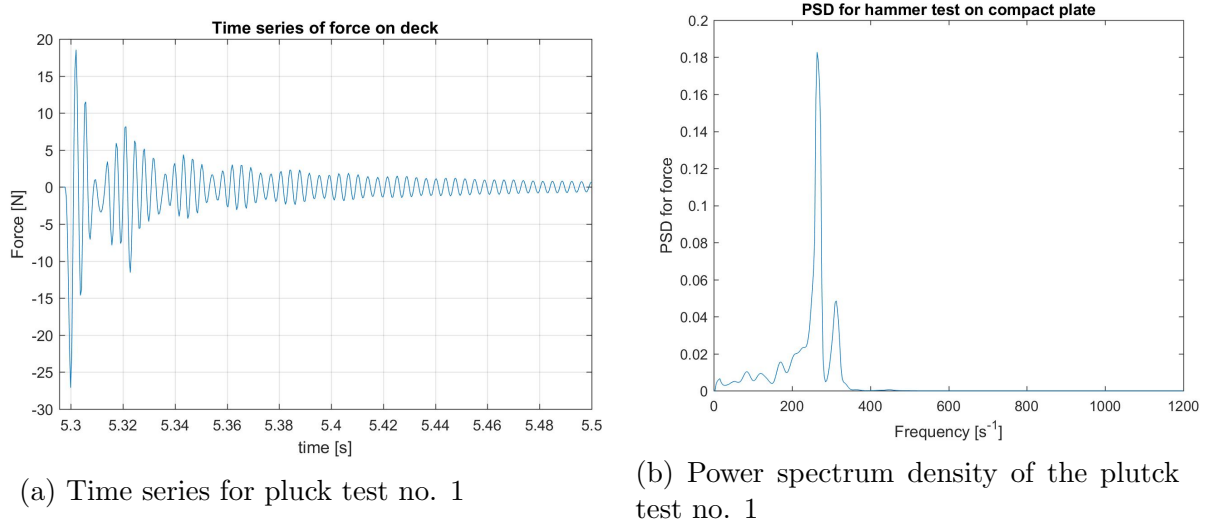 Time series of force on deck
20
15
10
5
0
-5
-10
-15
-20
-25
-30
Force [N]
5.3 5.32 5.34 5.36 5.38 5.4 5.42 5.44 5.46 5.48 5.5
time [s]
(a) Time series for pluck test no. 1
PSD for hammer test on compact plate
0.2
0.18
0.16
0.14
0.12
0.1
0.08
0.06
0.04
0.02
0
PSD for force
0 200 400 600 800 1000 1200
Frequency [s⁻¹]
(b) Power spectrum density of the plutck
test no. 1